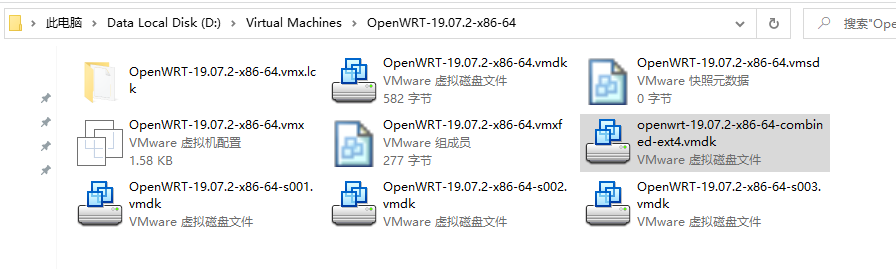 此电脑 > Data Local Disk (D:) > Virtual Machines > OpenWRT-19.07.2-x86-64
搜索"Ope
OpenWRT-19.07.2-x86-64.vmx.lc
k
OpenWRT-19.07.2-x86-64.vmdk
VMware 虚拟磁盘文件
582 字节
OpenWRT-19.07.2-x86-64.vmsd
VMware 快照元数据
0 字节
OpenWRT-19.07.2-x86-64.vmx
VMware 虚拟机配置
1.58 KB
OpenWRT-19.07.2-x86-64.vmxf
VMware 组成员
277 字节
openwrt-19.07.2-x86-64-combin
ed-ext4.vmdk
VMware 虚拟磁盘文件
OpenWRT-19.07.2-x86-64-s001.
vmdk
VMware 虚拟磁盘文件
OpenWRT-19.07.2-x86-64-s002.
vmdk
VMware 虚拟磁盘文件
OpenWRT-19.07.2-x86-64-s003.
vmdk
VMware 虚拟磁盘文件